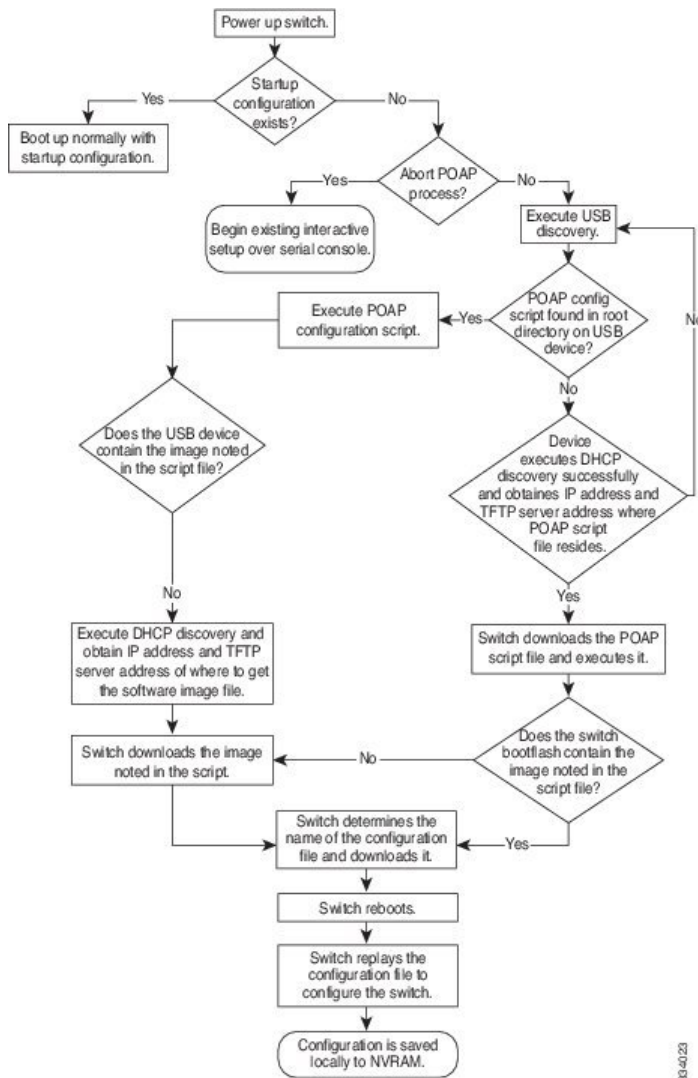 Power up switch.
Startup
configuration
exists?
Yes
No
Boot up normally with
startup configuration.
Abort POAP
process?
Yes
No
Begin existing interactive
setup over serial console.
Execute USB
discovery.
POAP config
script found in root
directory on USB
device?
Yes
Execute POAP
configuration script.
No
No
Does the USB device
contain the image noted
in the script file?
Device
executes DHCP
discovery successfully
and obtaines IP address and
TFTP server address where
POAP script
file resides.
No
Yes
Execute DHCP discovery and
obtain IP address and TFTP
server address of where to get
the software image file.
Switch downloads the POAP
script file and executes it.
Switch downloads the image
noted in the script.
No
Does the switch
bootflash contain the
image noted in the
script file?
Yes
Switch determines the
name of the configuration
file and downloads it.
Switch reboots.
Switch replays the
configuration file to
configure the switch.
Configuration is saved
locally to NVRAM.